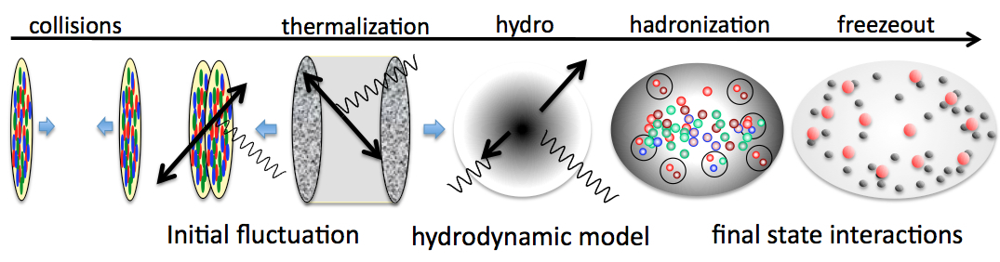 collisions thermalization hydro hadronization freezeout
Initial fluctuation hydrodynamic model final state interactions